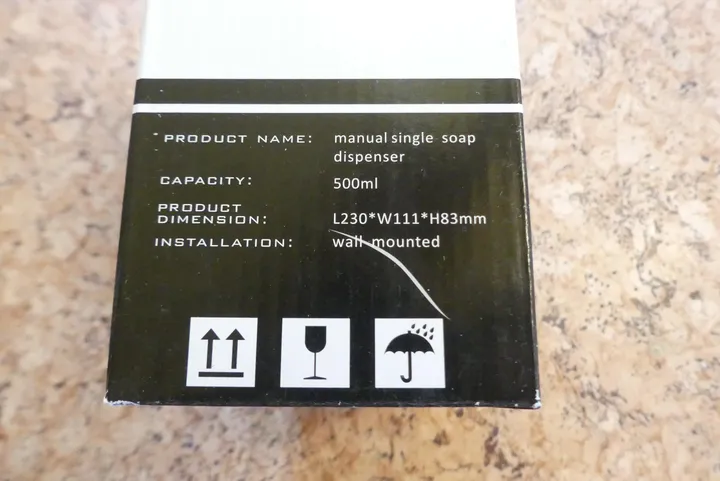 PRODUCT NAME: manual single soap
dispenser
CAPACITY: 500ml
PRODUCT
DIMENSION: L230*W111*H83mm
INSTALLATION: wall mounted